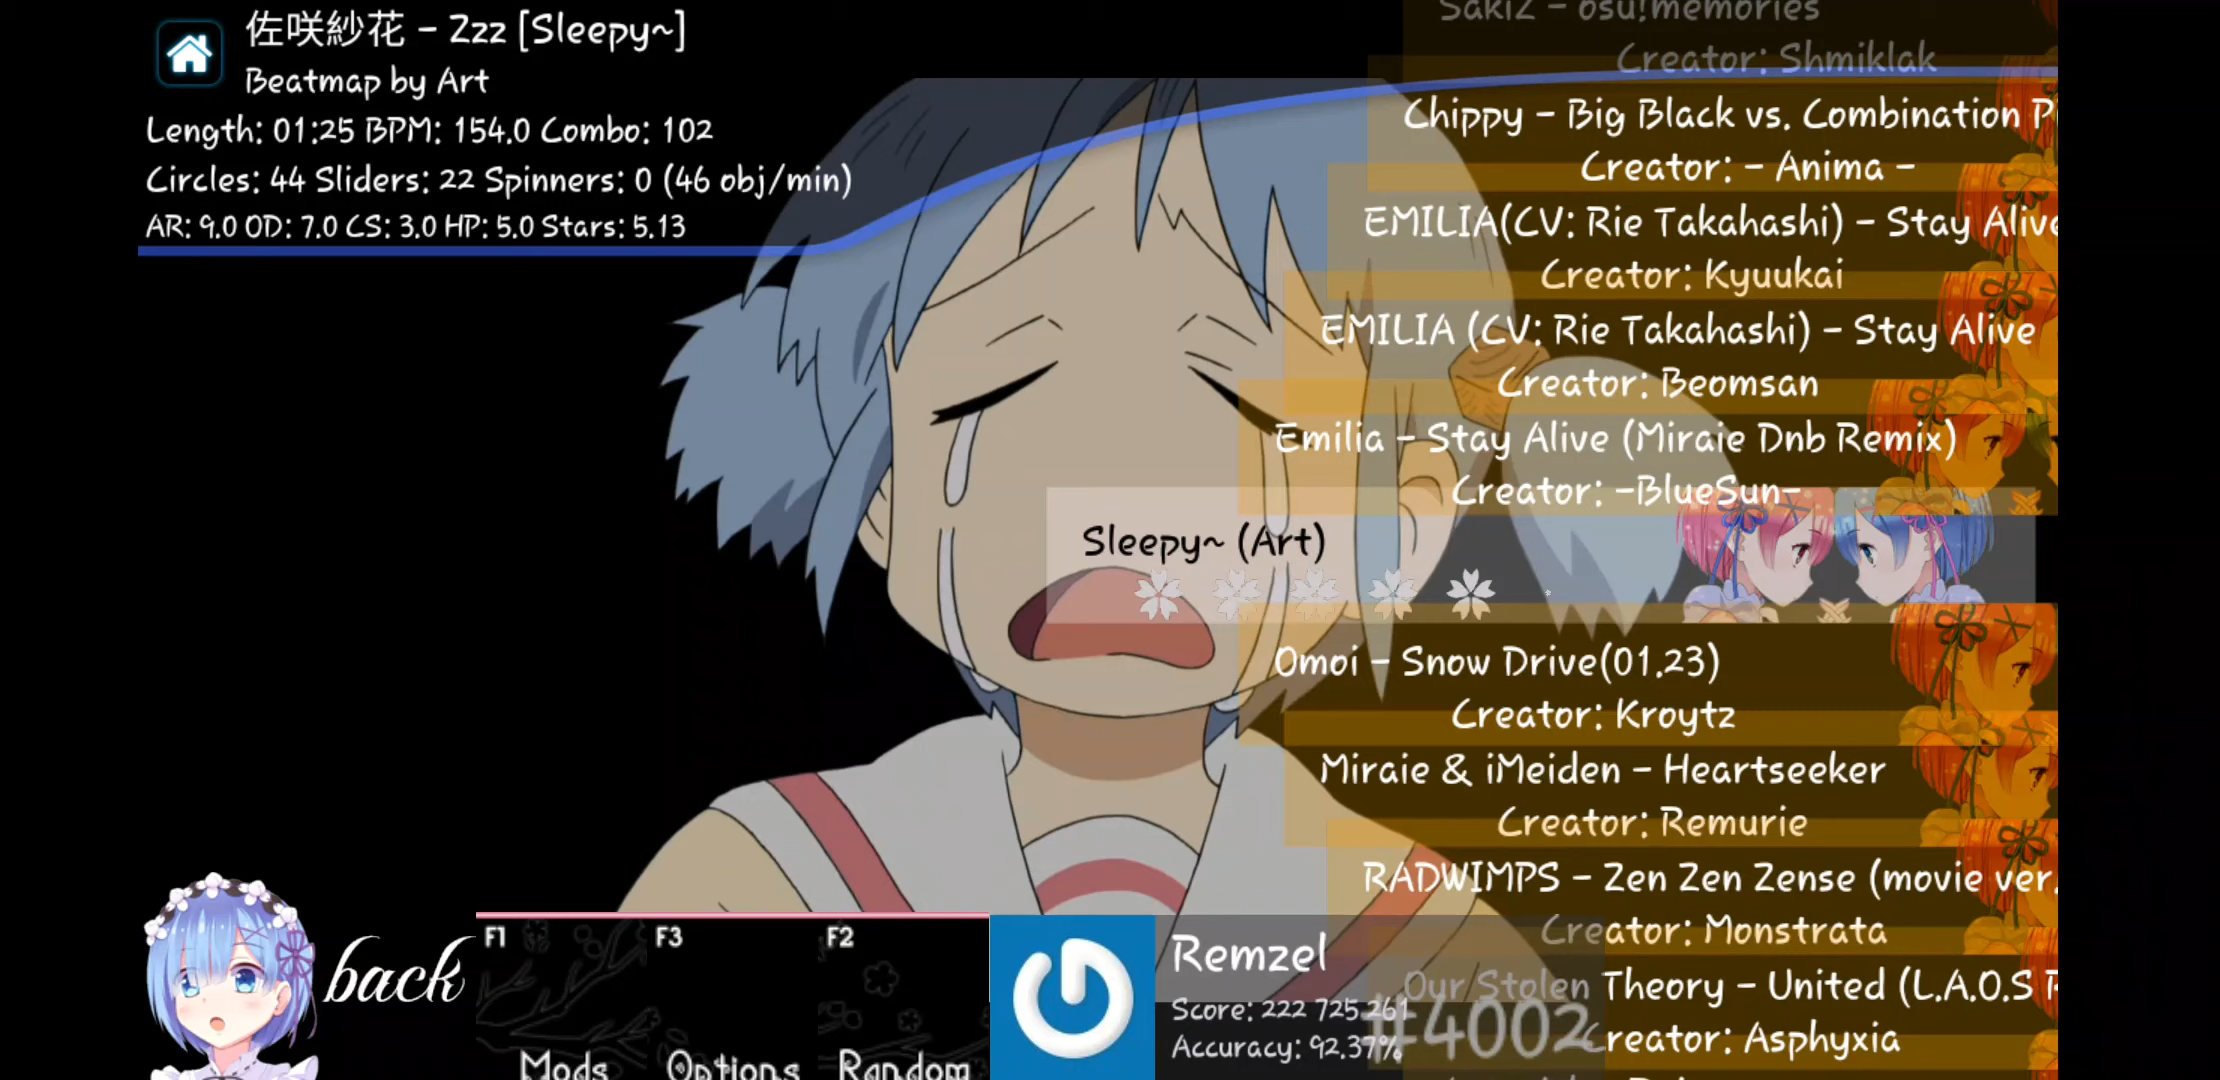 佐咲紗花 - Zzz [Sleepy~]
Beatmap by Art
Length: 01:25 BPM: 154.0 Combo: 102
Circles: 44 Sliders: 22 Spinners: 0 (46 obj/min)
AR: 9.0 OD: 7.0 CS: 3.0 HP: 5.0 Stars: 5.13
SakiZ - osu!memories
Creator: Shmiklak
Chippy - Big Black vs. Combination P
Creator: - Anima -
EMILIA(CV: Rie Takahashi) - Stay Alive
Creator: Kyuukai
EMILIA (CV: Rie Takahashi) - Stay Alive
Creator: Beomsan
Emilia - Stay Alive (Miraie Dnb Remix)
Creator: -BlueSun-
Sleepy~ (Art)
Omoi - Snow Drive(01.23)
Creator: Kroytz
Miraie & iMeiden - Heartseeker
Creator: Remurie
RADWIMPS - Zen Zen Zense (movie ver.
Creator: Monstrata
Our Stolen Theory - United (L.A.O.S R
Creator: Asphyxia
back
F1
Mods
F3
Options
F2
Random
Remzel
Score: 222 725 261
Accuracy: 92.37%
#4002